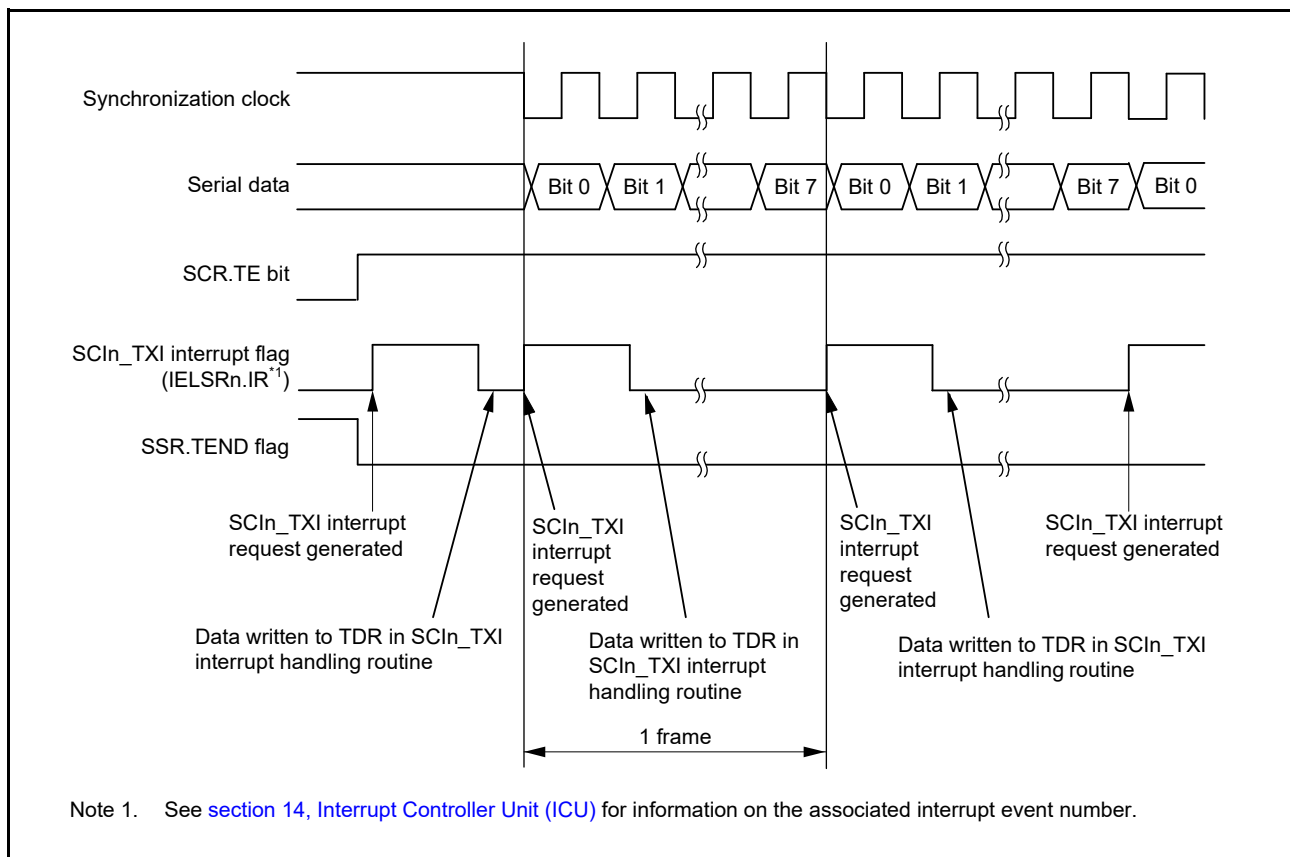 Synchronization clock
Serial data
Bit 0 Bit 1 Bit 7 Bit 0 Bit 1 Bit 7 Bit 0
SCR.TE bit
SCIn_TXI interrupt flag
(IELSRn.IR*1)
SSR.TEND flag
SCIn_TXI interrupt
request generated
SCIn_TXI
interrupt
request
generated
SCIn_TXI
interrupt
request
generated
SCIn_TXI interrupt
request generated
Data written to TDR in SCIn_TXI
interrupt handling routine
Data written to TDR in
SCIn_TXI interrupt
handling routine
Data written to TDR in SCIn_TXI
interrupt handling routine
1 frame
Note 1. See section 14, Interrupt Controller Unit (ICU) for information on the associated interrupt event number.